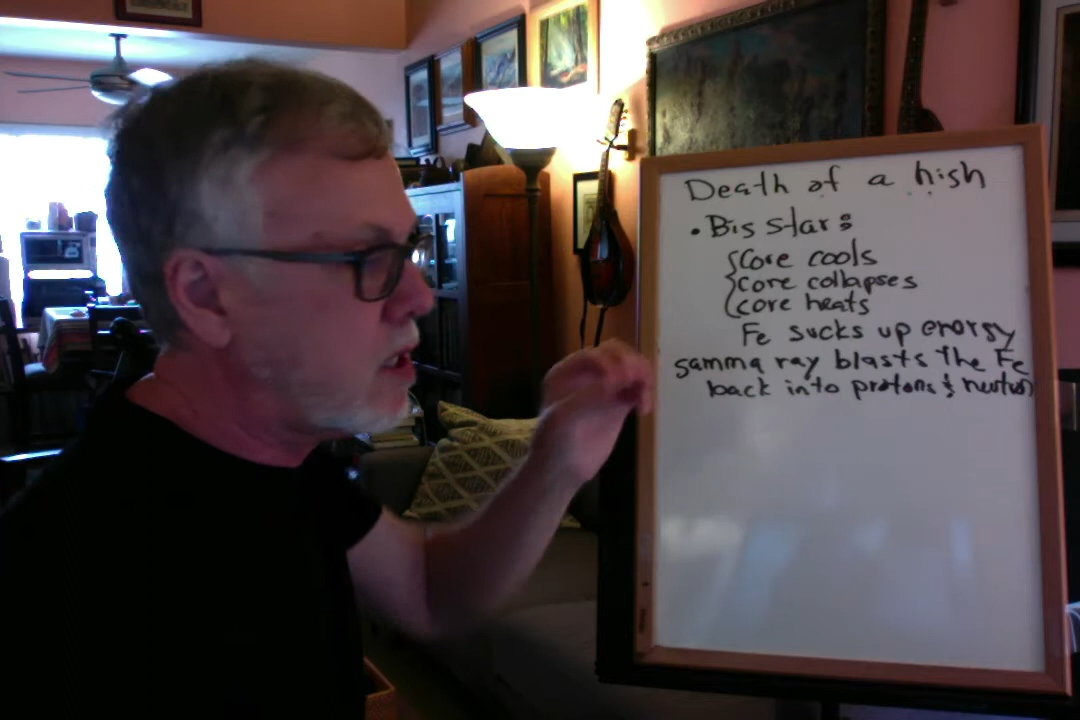 Death of a high
• Big star:
Core cools
Core collapses
core heats
Fe sucks up energy
gamma ray blasts the Fe
back into protons & neutron